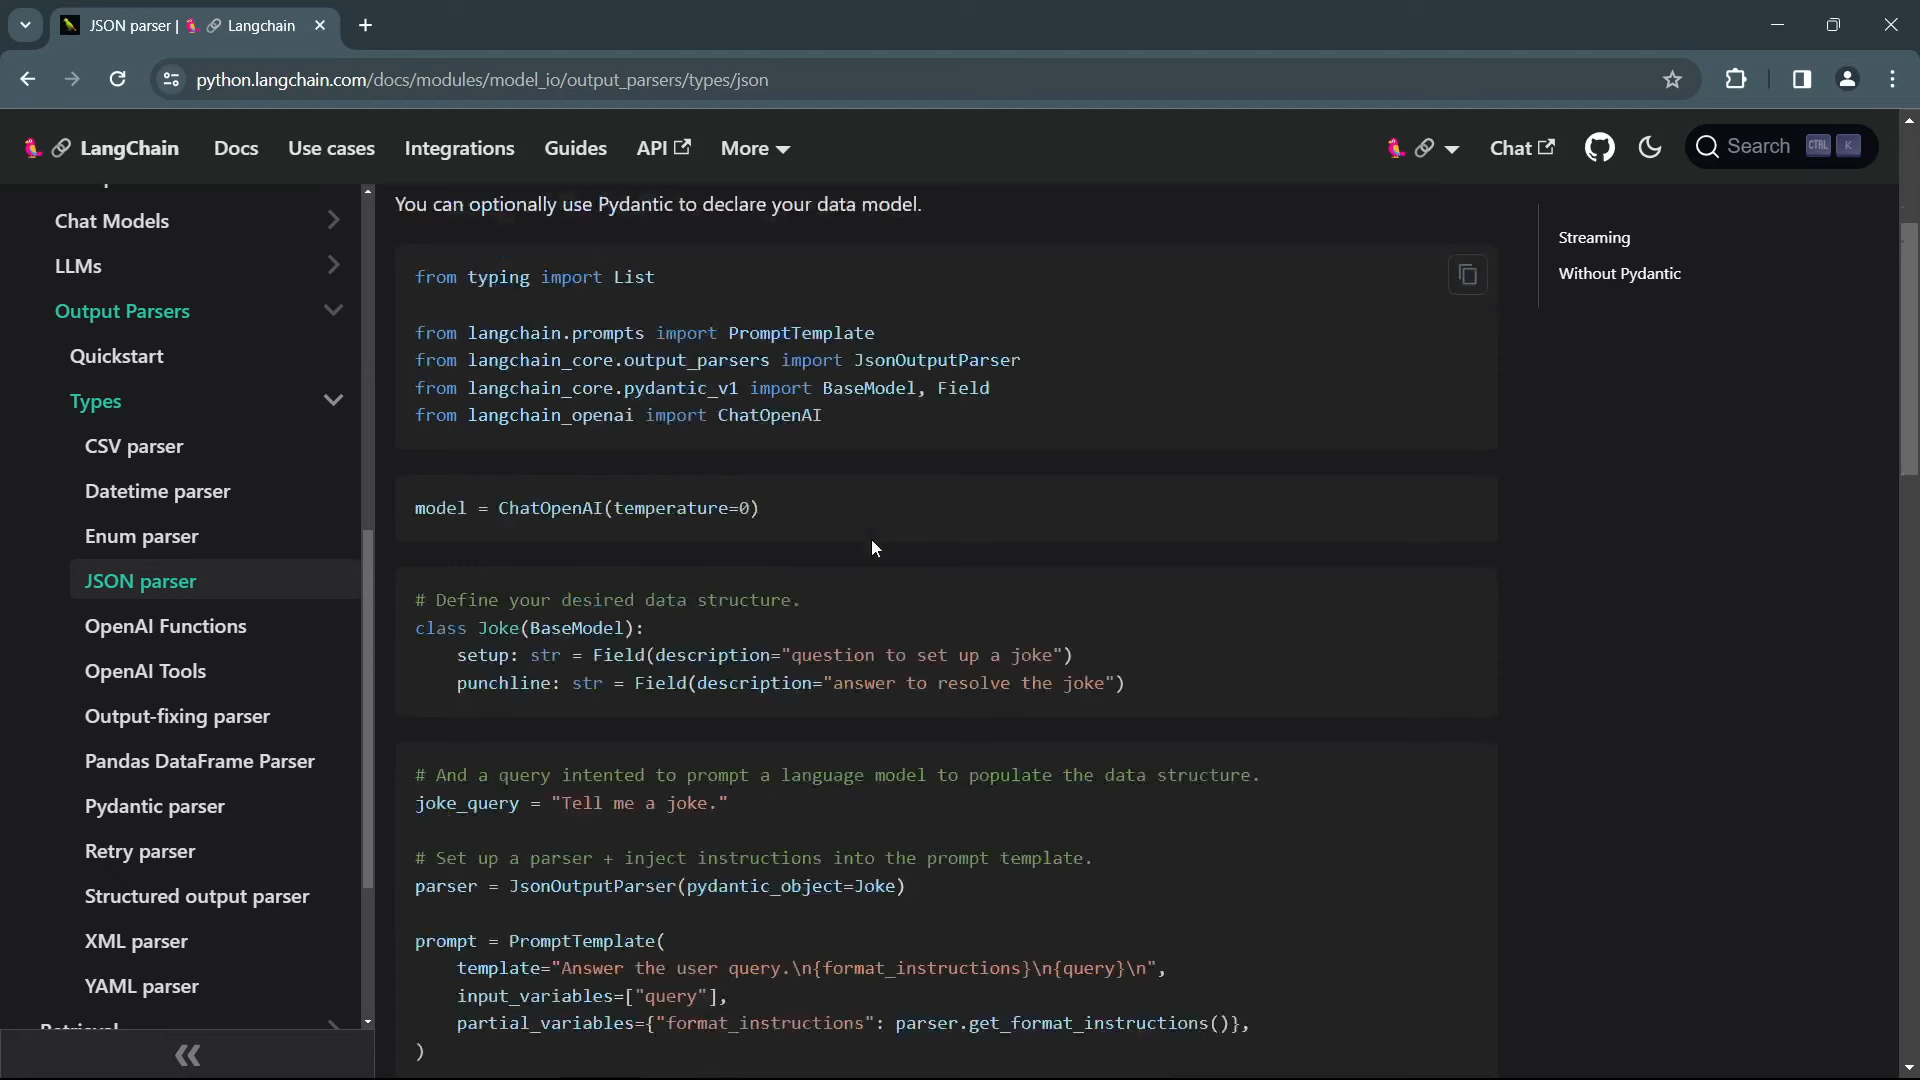 JSON parser | Langchain
python.langchain.com/docs/modules/model_io/output_parsers/types/json
LangChain Docs Use cases Integrations Guides API More Chat Search CTRL K
Chat Models
LLMs
Output Parsers
Quickstart
Types
CSV parser
Datetime parser
Enum parser
JSON parser
OpenAI Functions
OpenAI Tools
Output-fixing parser
Pandas DataFrame Parser
Pydantic parser
Retry parser
Structured output parser
XML parser
YAML parser
You can optionally use Pydantic to declare your data model.
from typing import List
from langchain.prompts import PromptTemplate
from langchain_core.output_parsers import JsonOutputParser
from langchain_core.pydantic_v1 import BaseModel, Field
from langchain_openai import ChatOpenAI
model = ChatOpenAI(temperature=0)
# Define your desired data structure.
class Joke(BaseModel):
    setup: str = Field(description="question to set up a joke")
    punchline: str = Field(description="answer to resolve the joke")
# And a query intented to prompt a language model to populate the data structure.
joke_query = "Tell me a joke."
# Set up a parser + inject instructions into the prompt template.
parser = JsonOutputParser(pydantic_object=Joke)
prompt = PromptTemplate(
    template="Answer the user query.\n{format_instructions}\n{query}\n",
    input_variables=["query"],
    partial_variables={"format_instructions": parser.get_format_instructions()},
)
Streaming
Without Pydantic